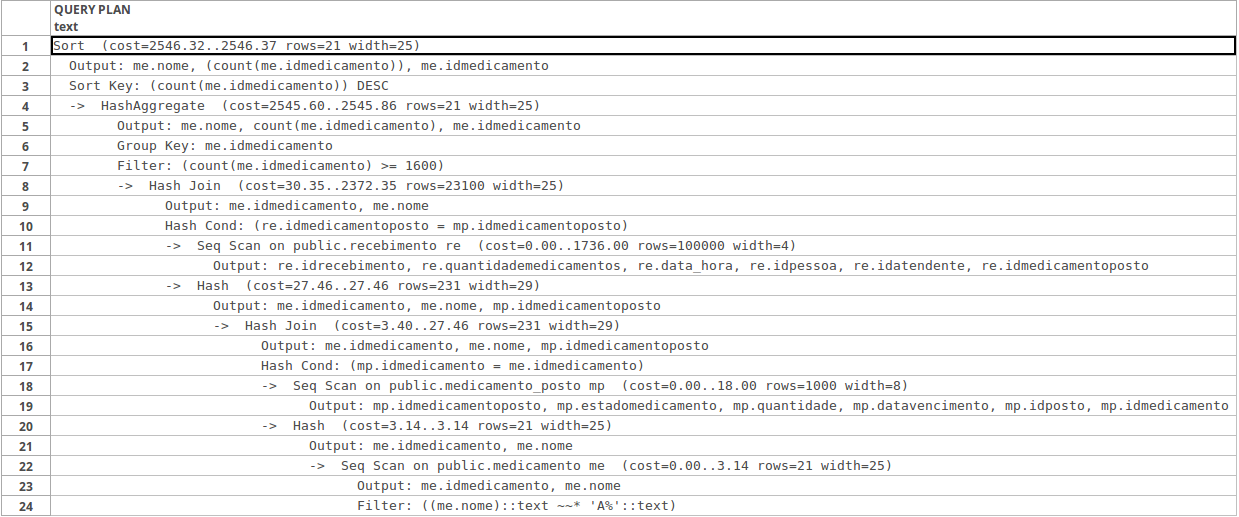 QUERY PLAN
text
1 Sort (cost=2546.32..2546.37 rows=21 width=25)
2 Output: me.nome, (count(me.idmedicamento)), me.idmedicamento
3 Sort Key: (count(me.idmedicamento)) DESC
4 -> HashAggregate (cost=2545.60..2545.86 rows=21 width=25)
5 Output: me.nome, count(me.idmedicamento), me.idmedicamento
6 Group Key: me.idmedicamento
7 Filter: (count(me.idmedicamento) >= 1600)
8 -> Hash Join (cost=30.35..2372.35 rows=23100 width=25)
9 Output: me.idmedicamento, me.nome
10 Hash Cond: (re.idmedicamentoposto = mp.idmedicamentoposto)
11 -> Seq Scan on public.recebimento re (cost=0.00..1736.00 rows=100000 width=4)
12 Output: re.idrecebimento, re.quantidademedicamentos, re.data_hora, re.idpessoa, re.idatendente, re.idmedicamentoposto
13 -> Hash (cost=27.46..27.46 rows=231 width=29)
14 Output: me.idmedicamento, me.nome, mp.idmedicamentoposto
15 -> Hash Join (cost=3.40..27.46 rows=231 width=29)
16 Output: me.idmedicamento, me.nome, mp.idmedicamentoposto
17 Hash Cond: (mp.idmedicamento = me.idmedicamento)
18 -> Seq Scan on public.medicamento_posto mp (cost=0.00..18.00 rows=1000 width=8)
19 Output: mp.idmedicamentoposto, mp.estadomedicamento, mp.quantidade, mp.datavencimento, mp.idposto, mp.idmedicamento
20 -> Hash (cost=3.14..3.14 rows=21 width=25)
21 Output: me.idmedicamento, me.nome
22 -> Seq Scan on public.medicamento me (cost=0.00..3.14 rows=21 width=25)
23 Output: me.idmedicamento, me.nome
24 Filter: ((me.nome)::text ~~* 'A%'::text)